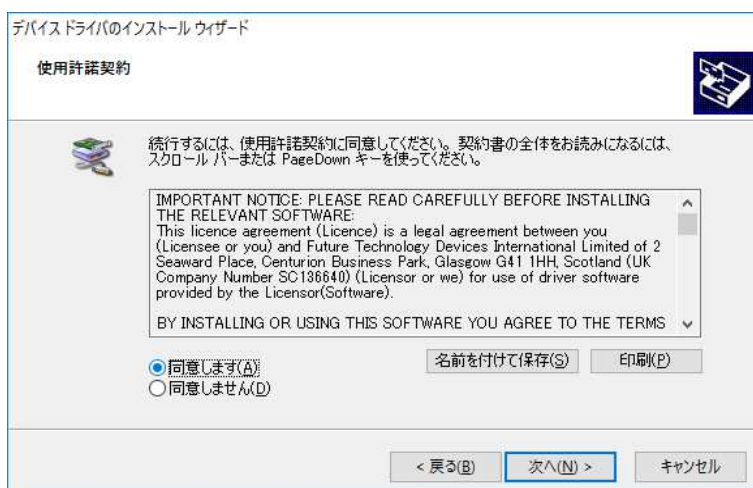 デバイス ドライバのインストール ウィザード
使用許諾契約
続行するには、使用許諾契約に同意してください。契約書の全体をお読みになるには、
スクロール バーまたは PageDown キーを使ってください。
IMPORTANT NOTICE: PLEASE READ CAREFULLY BEFORE INSTALLING
THE RELEVANT SOFTWARE:
This licence agreement (Licence) is a legal agreement between you
(Licensee or you) and Future Technology Devices International Limited of 2
Seaward Place, Centurion Business Park, Glasgow G41 1HH, Scotland (UK
Company Number SC136640) (Licensor or we) for use of driver software
provided by the Licensor(Software).
BY INSTALLING OR USING THIS SOFTWARE YOU AGREE TO THE TERMS
同意します(A)
名前を付けて保存(S)
印刷(P)
同意しません(D)
< 戻る(B)
次へ(N) >
キャンセル